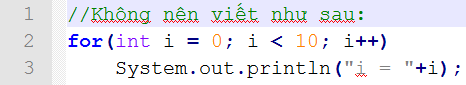 1 //Không nên viết như sau:
2 for(int i = 0; i < 10; i++)
3 System.out.println("i = "+i);